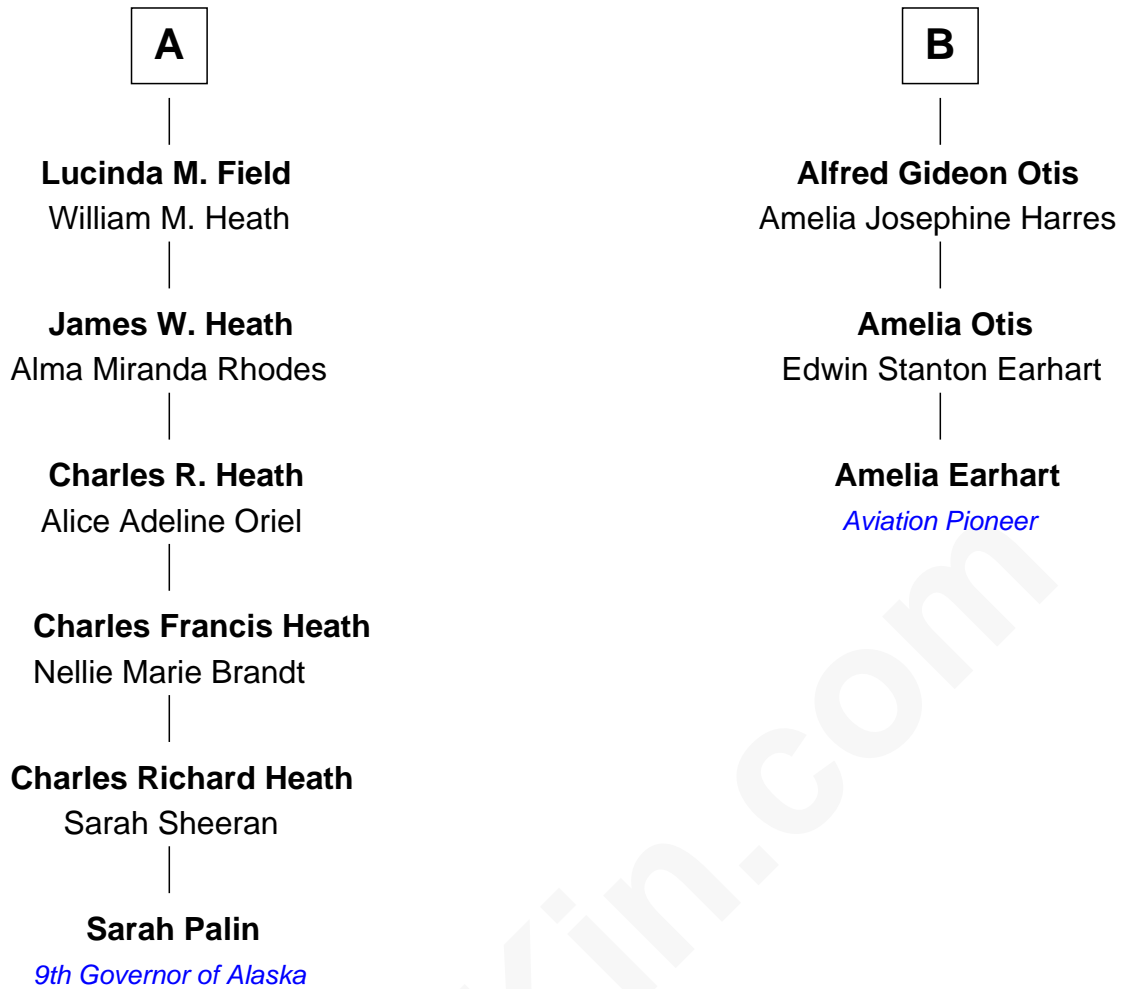 A
Lucinda M. Field
William M. Heath
James W. Heath
Alma Miranda Rhodes
Charles R. Heath
Alice Adeline Oriel
Charles Francis Heath
Nellie Marie Brandt
Charles Richard Heath
Sarah Sheeran
Sarah Palin
9th Governor of Alaska
B
Alfred Gideon Otis
Amelia Josephine Harres
Amelia Otis
Edwin Stanton Earhart
Amelia Earhart
Aviation Pioneer